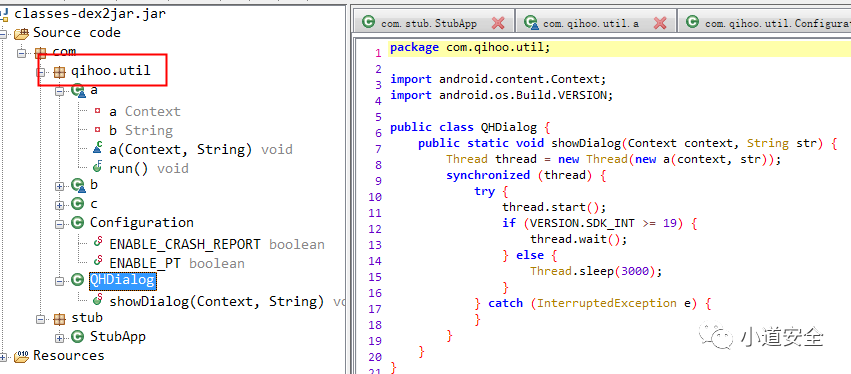 classes-dex2jar.jar
Source code
com
qihoo.util
a
a Context
b String
a(Context, String) void
run() void
b
c
Configuration
ENABLE_CRASH_REPORT boolean
ENABLE_PT boolean
QHDialog
showDialog(Context, String) vo
stub
StubApp
Resources
com.stub.StubApp
com.qihoo.util.a
com.qihoo.util.Configurat
1 package com.qihoo.util;
2
3 import android.content.Context;
4 import android.os.Build.VERSION;
5
6 public class QHDialog {
7 public static void showDialog(Context context, String str) {
8 Thread thread = new Thread(new a(context, str));
9 synchronized (thread) {
10 try {
11 thread.start();
12 if (VERSION.SDK_INT >= 19) {
13 thread.wait();
14 } else {
15 Thread.sleep(3000);
16 }
17 } catch (InterruptedException e) {
18 }
19 }
20 }
21 }
小道安全